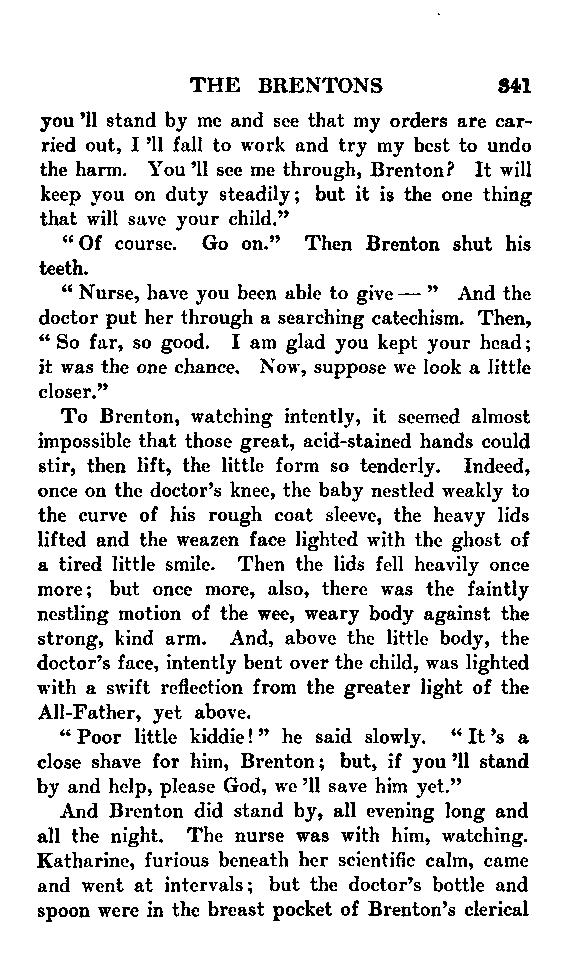 THE BRENTONS 341
you'll stand by me and see that my orders are car-
ried out, I'll fall to work and try my best to undo
the harm. You'll see me through, Brenton? It will
keep you on duty steadily; but it is the one thing
that will save your child."
"Of course. Go on." Then Brenton shut his
teeth.
"Nurse, have you been able to give—" And the
doctor put her through a searching catechism. Then,
"So far, so good. I am glad you kept your head;
it was the one chance. Now, suppose we look a little
closer."
To Brenton, watching intently, it seemed almost
impossible that those great, acid-stained hands could
stir, then lift, the little form so tenderly. Indeed,
once on the doctor's knee, the baby nestled weakly to
the curve of his rough coat sleeve, the heavy lids
lifted and the weazen face lighted with the ghost of
a tired little smile. Then the lids fell heavily once
more; but once more, also, there was the faintly
nestling motion of the wee, weary body against the
strong, kind arm. And, above the little body, the
doctor's face, intently bent over the child, was lighted
with a swift reflection from the greater light of the
All-Father, yet above.
"Poor little kiddie!" he said slowly. "It's a
close shave for him, Brenton; but, if you'll stand
by and help, please God, we'll save him yet."
And Brenton did stand by, all evening long and
all the night. The nurse was with him, watching.
Katharine, furious beneath her scientific calm, came
and went at intervals; but the doctor's bottle and
spoon were in the breast pocket of Brenton's clerical